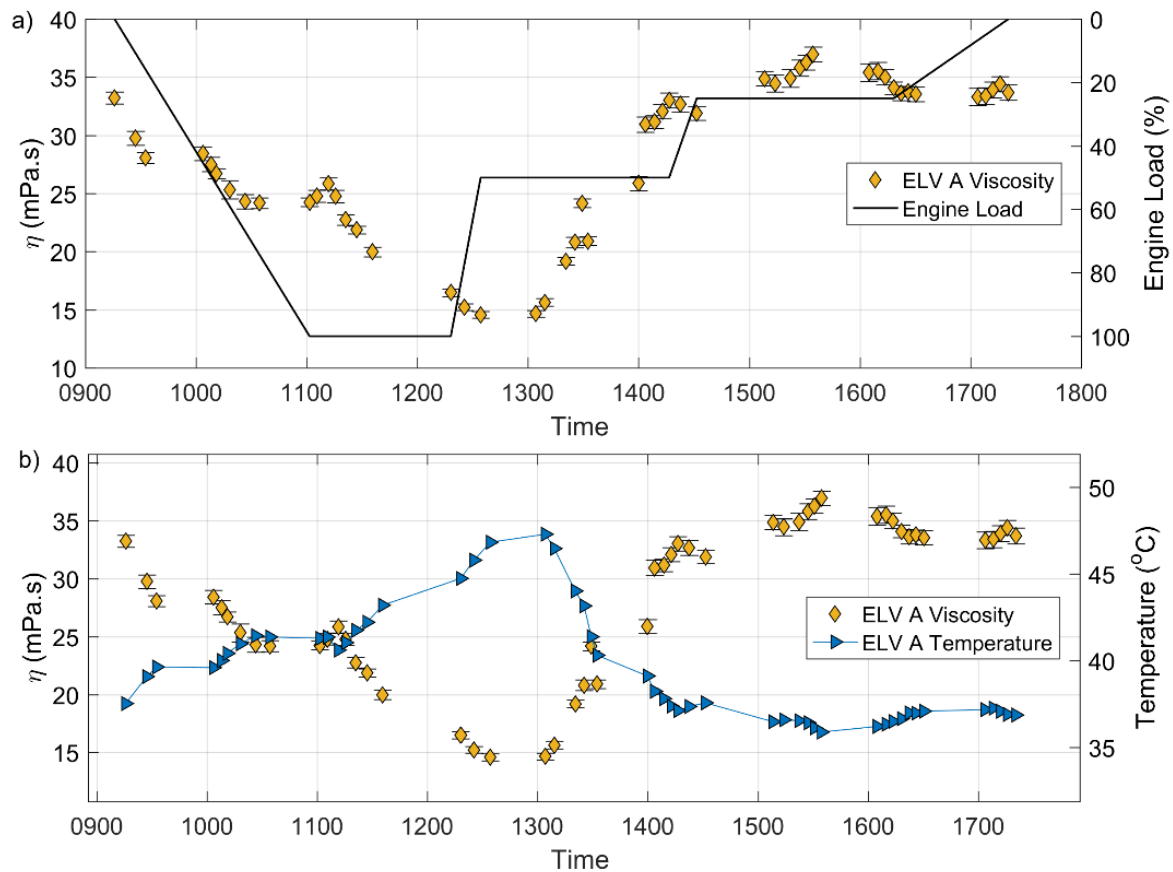 a)
40
35
30
25
20
15
10
η (mPa.s)
0
20
40
60
80
100
Engine Load (%)
ELV A Viscosity
Engine Load
0900 1000 1100 1200 1300 1400 1500 1600 1700 1800
Time
b)
40
35
30
25
20
15
η (mPa.s)
50
45
40
35
Temperature (°C)
ELV A Viscosity
ELV A Temperature
0900 1000 1100 1200 1300 1400 1500 1600 1700
Time